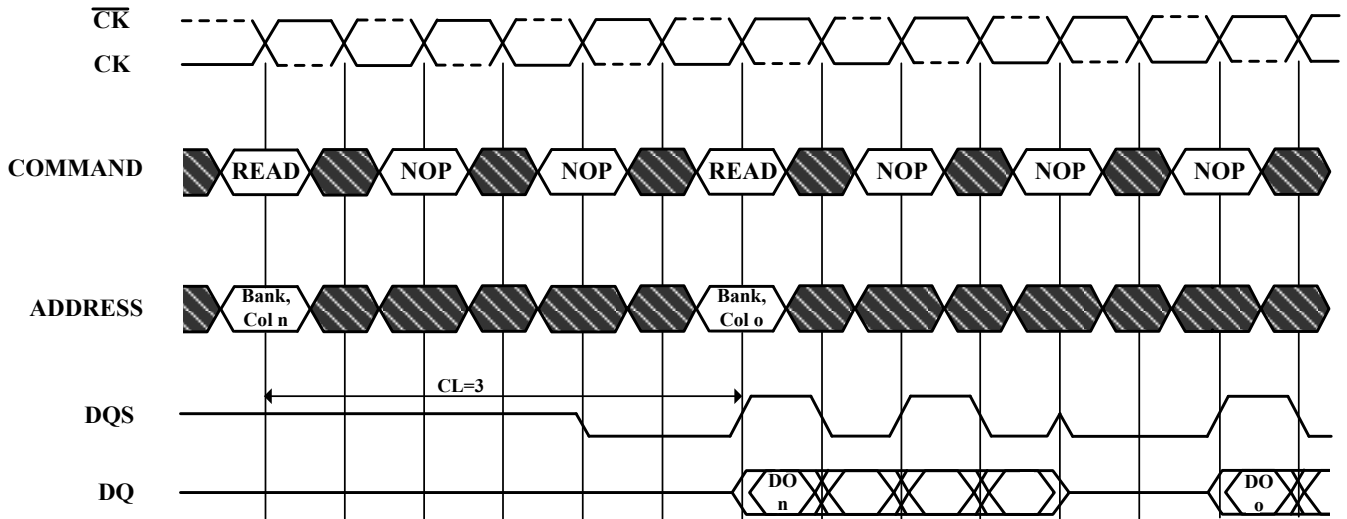 CK
CK
COMMAND READ NOP NOP READ NOP NOP NOP
ADDRESS Bank, Col n Bank, Col o
CL=3
DQS
DQ DO n DO o